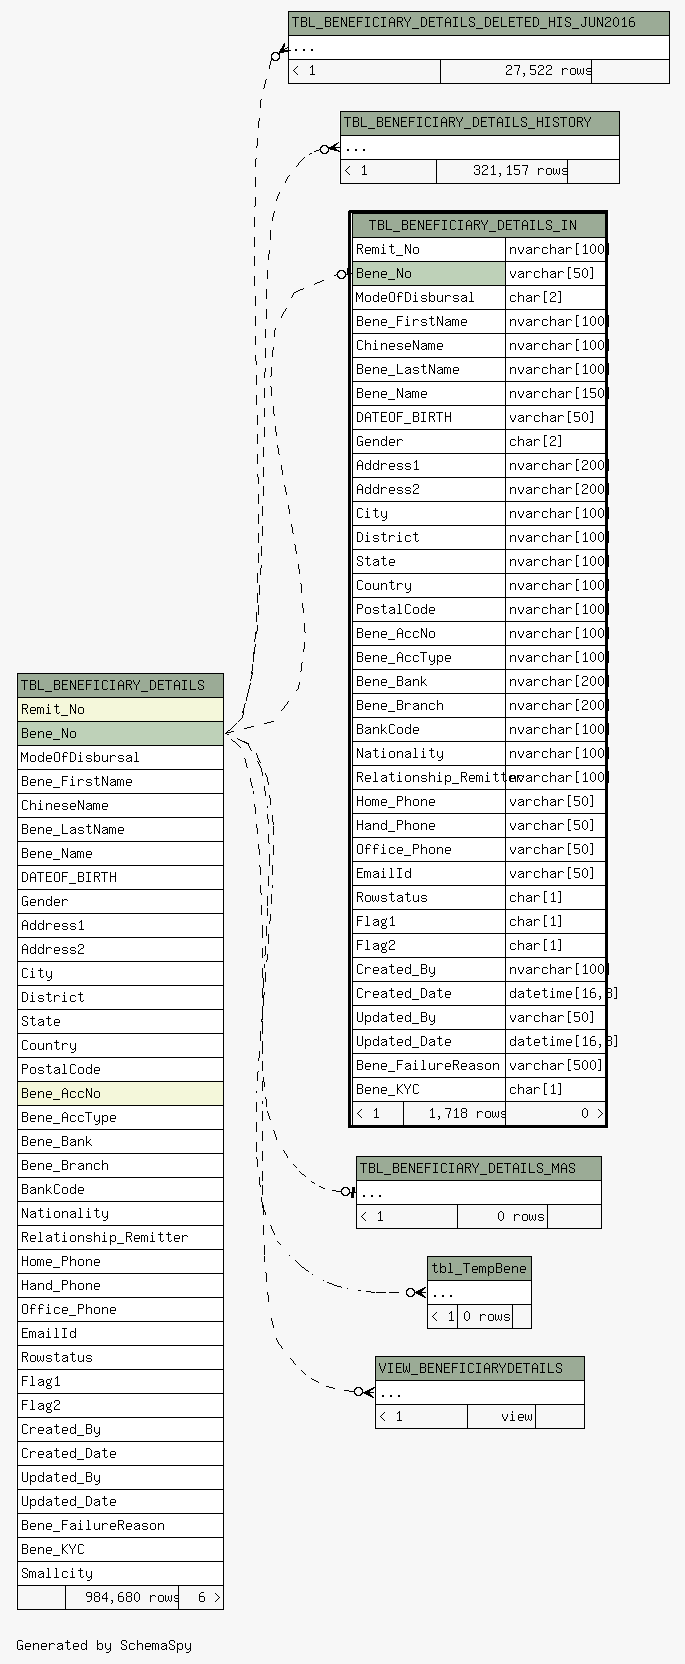 TBL_BENEFICIARY_DETAILS_DELETED_HIS_JUN2016
...
< 1 27,522 rows
TBL_BENEFICIARY_DETAILS_HISTORY
...
< 1 321,157 rows
TBL_BENEFICIARY_DETAILS_IN
Remit_No nvarchar[100]
Bene_No varchar[50]
ModeOfDisbursal char[2]
Bene_FirstName nvarchar[100]
ChineseName nvarchar[100]
Bene_LastName nvarchar[100]
Bene_Name nvarchar[150]
DATEOF_BIRTH varchar[50]
Gender char[2]
Address1 nvarchar[200]
Address2 nvarchar[200]
City nvarchar[100]
District nvarchar[100]
State nvarchar[100]
Country nvarchar[100]
PostalCode nvarchar[100]
Bene_AccNo nvarchar[100]
Bene_AccType nvarchar[100]
Bene_Bank nvarchar[200]
Bene_Branch nvarchar[200]
BankCode nvarchar[100]
Nationality nvarchar[100]
Relationship_Remitter nvarchar[100]
Home_Phone varchar[50]
Hand_Phone varchar[50]
Office_Phone varchar[50]
EmailId varchar[50]
Rowstatus char[1]
Flag1 char[1]
Flag2 char[1]
Created_By nvarchar[100]
Created_Date datetime[16,3]
Updated_By varchar[50]
Updated_Date datetime[16,3]
Bene_FailureReason varchar[500]
Bene_KYC char[1]
< 1 1,718 rows 0 >
TBL_BENEFICIARY_DETAILS
Remit_No
Bene_No
ModeOfDisbursal
Bene_FirstName
ChineseName
Bene_LastName
Bene_Name
DATEOF_BIRTH
Gender
Address1
Address2
City
District
State
Country
PostalCode
Bene_AccNo
Bene_AccType
Bene_Bank
Bene_Branch
BankCode
Nationality
Relationship_Remitter
Home_Phone
Hand_Phone
Office_Phone
EmailId
Rowstatus
Flag1
Flag2
Created_By
Created_Date
Updated_By
Updated_Date
Bene_FailureReason
Bene_KYC
Smallcity
984,680 rows 6 >
TBL_BENEFICIARY_DETAILS_MAS
...
< 1 0 rows
tbl_TempBene
...
< 1 0 rows
VIEW_BENEFICIARYDETAILS
...
< 1 view
Generated by SchemaSpy